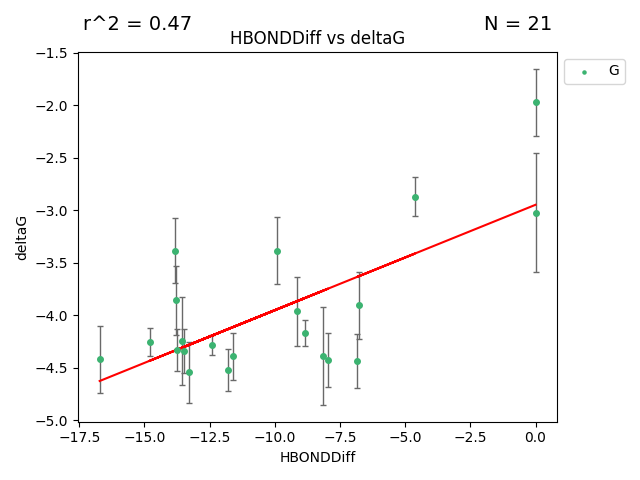 r^2 = 0.47
N = 21
HBONDDiff vs deltaG
G
deltaG
−1.5
−2.0
−2.5
−3.0
−3.5
−4.0
−4.5
−5.0
−17.5 −15.0 −12.5 −10.0 −7.5 −5.0 −2.5 0.0
HBONDDiff